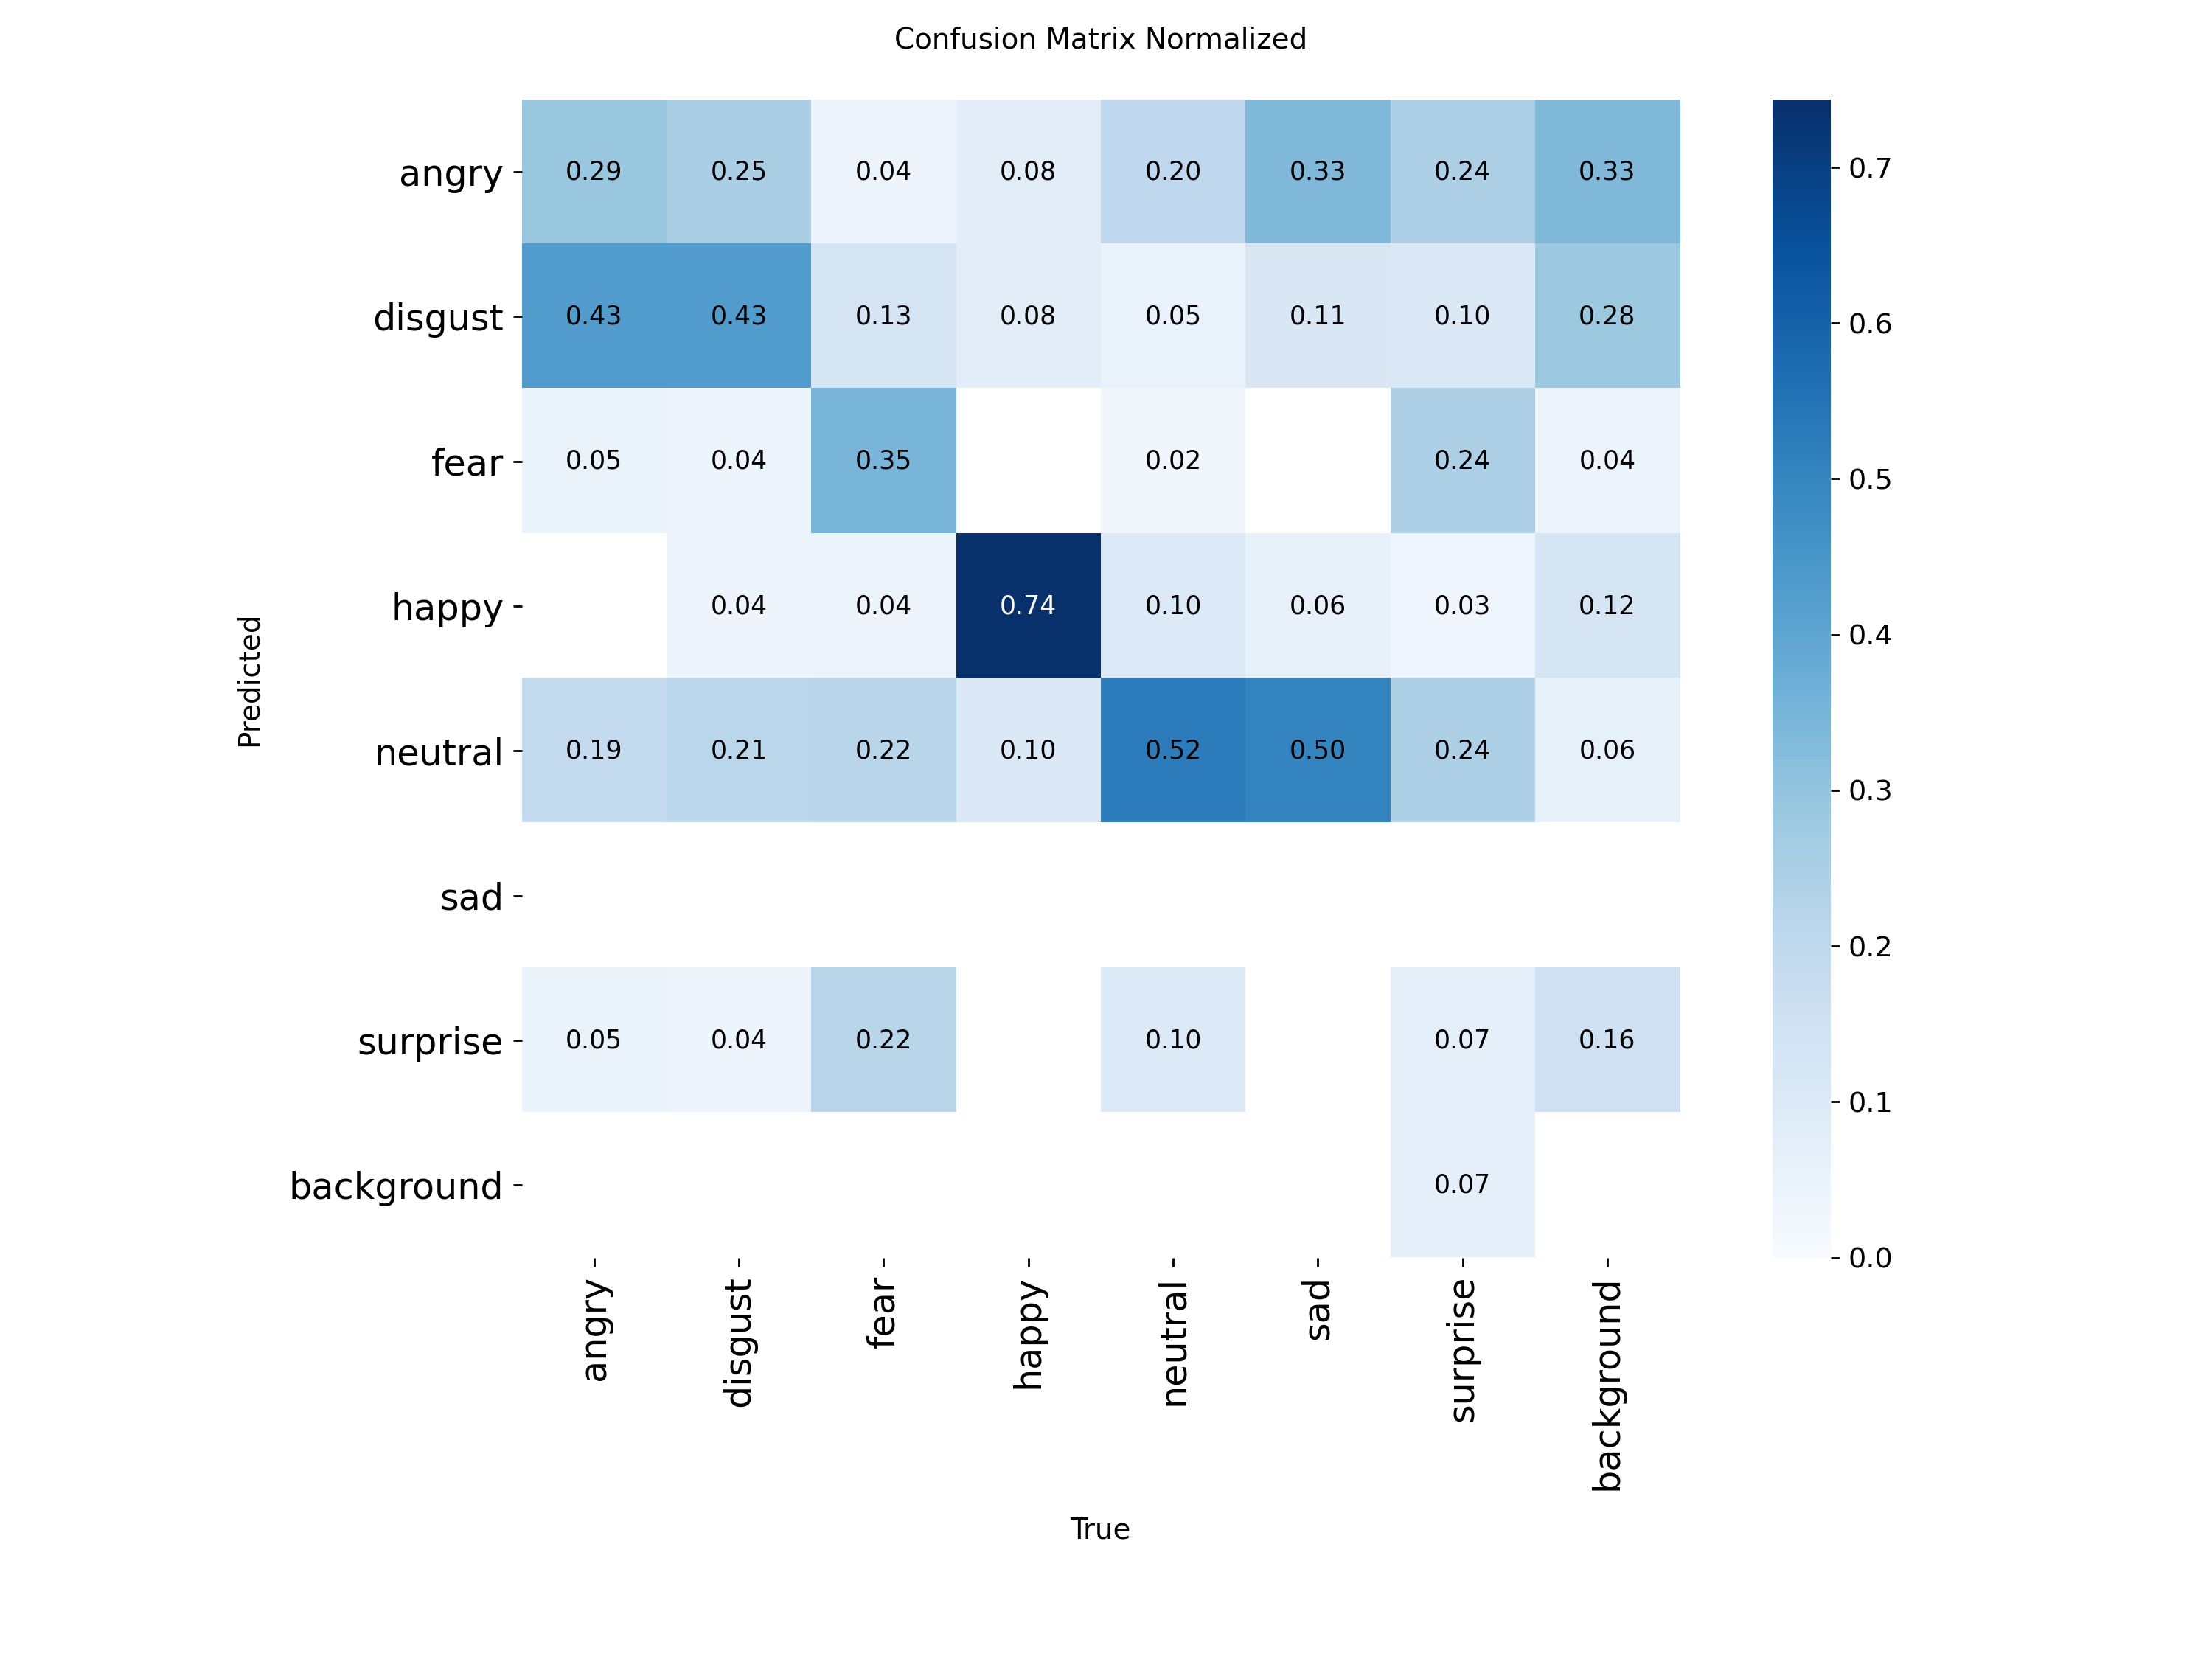 Confusion Matrix Normalized
angry 0.29 0.25 0.04 0.08 0.20 0.33 0.24 0.33
disgust 0.43 0.43 0.13 0.08 0.05 0.11 0.10 0.28
fear 0.05 0.04 0.35 0.02 0.24 0.04
happy 0.04 0.04 0.74 0.10 0.06 0.03 0.12
neutral 0.19 0.21 0.22 0.10 0.52 0.50 0.24 0.06
sad
surprise 0.05 0.04 0.22 0.10 0.07 0.16
background 0.07
Predicted
angry disgust fear happy neutral sad surprise background
True
0.7
0.6
0.5
0.4
0.3
0.2
0.1
0.0